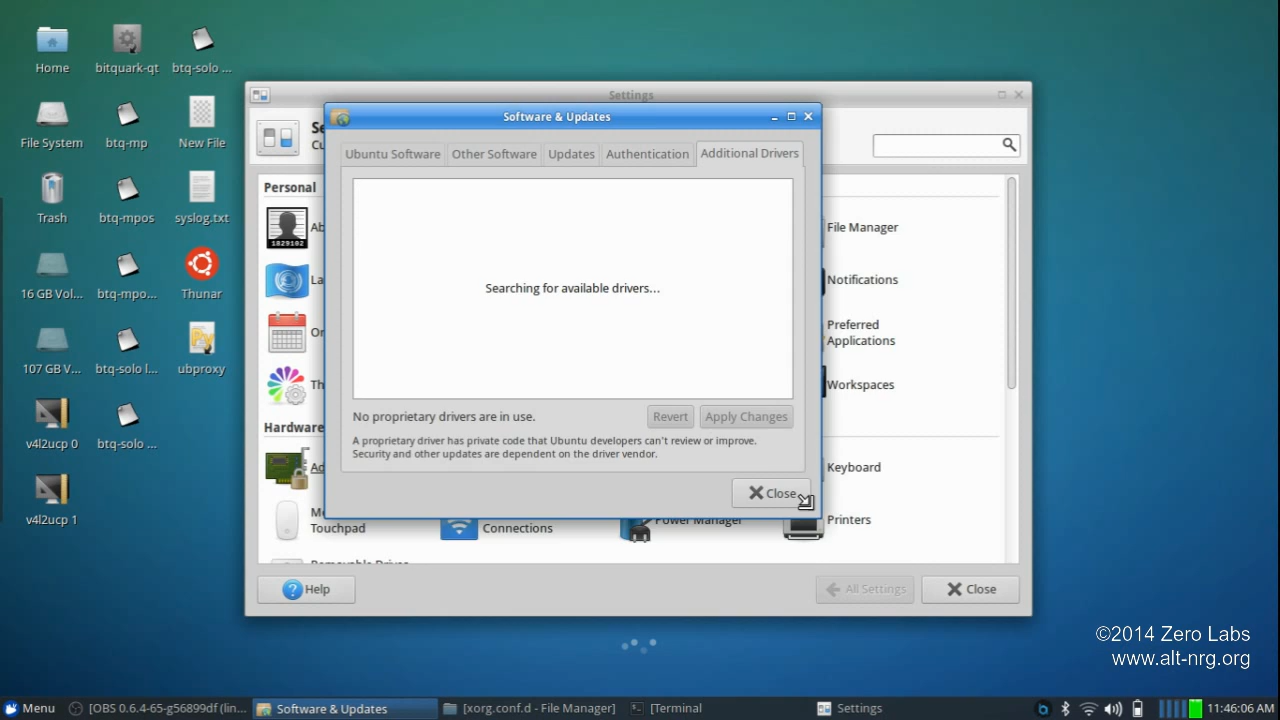 Home
bitquark-qt
btq-solo ...
File System
btq-mp
New File
Trash
btq-mpos
syslog.txt
16 GB Vol...
btq-mpo...
Thunar
107 GB V...
btq-solo l...
ubproxy
v4l2ucp 0
btq-solo ...
v4l2ucp 1
Settings
Software & Updates
Ubuntu Software
Other Software
Updates
Authentication
Additional Drivers
Searching for available drivers...
No proprietary drivers are in use.
Revert
Apply Changes
A proprietary driver has private code that Ubuntu developers can't review or improve.
Security and other updates are dependent on the driver vendor.
Close
Personal
File Manager
Notifications
Preferred
Applications
Workspaces
Hardware
Keyboard
Touchpad
Connections
Power Manager
Printers
Help
All Settings
Close
©2014 Zero Labs
www.alt-nrg.org
Menu
[OBS 0.6.4-65-g56899df (lin...
Software & Updates
[xorg.conf.d - File Manager]
[Terminal
Settings
11:46:06 AM